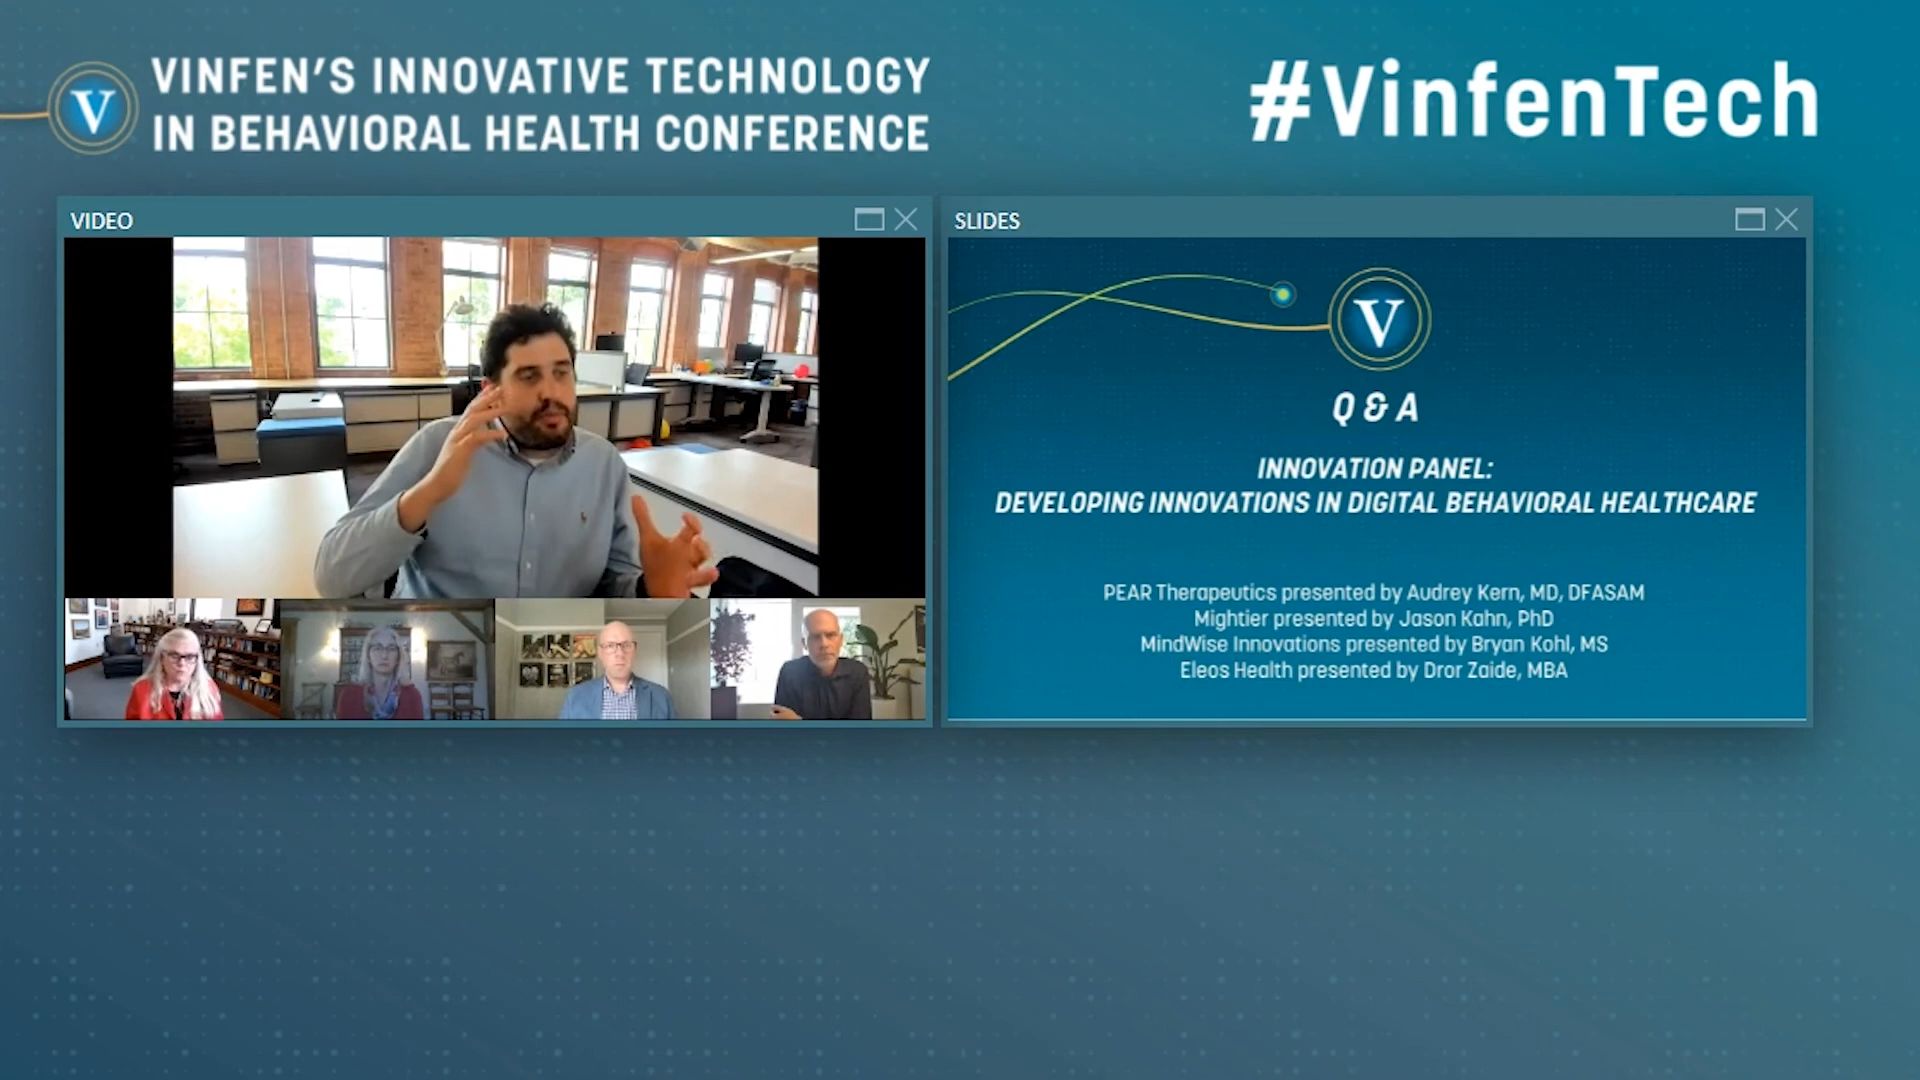 V
VINFEN'S INNOVATIVE TECHNOLOGY
IN BEHAVIORAL HEALTH CONFERENCE
#VinfenTech
VIDEO
SLIDES
V
Q & A
INNOVATION PANEL:
DEVELOPING INNOVATIONS IN DIGITAL BEHAVIORAL HEALTHCARE
PEAR Therapeutics presented by Audrey Kern, MD, DFASAM
Mightier presented by Jason Kahn, PhD
MindWise Innovations presented by Bryan Kohl, MS
Eleos Health presented by Dror Zaide, MBA